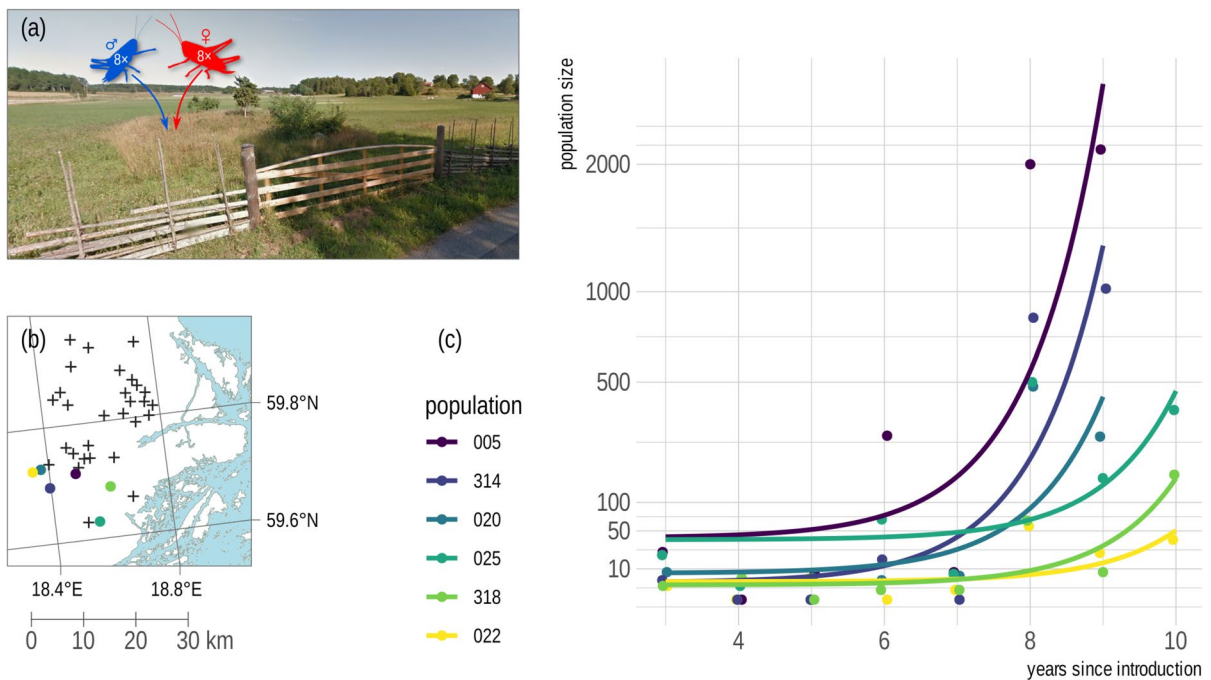 (a)
♂
♀
8×
8×
(b)
59.8°N
59.6°N
18.4°E
18.8°E
0
10
20
30 km
(c)
population
005
314
020
025
318
022
population size
2000
1000
500
100
50
10
4
6
8
10
years since introduction